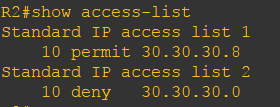 R2#show access-list
Standard IP access list 1
    10 permit 30.30.30.8
Standard IP access list 2
    10 deny   30.30.30.0